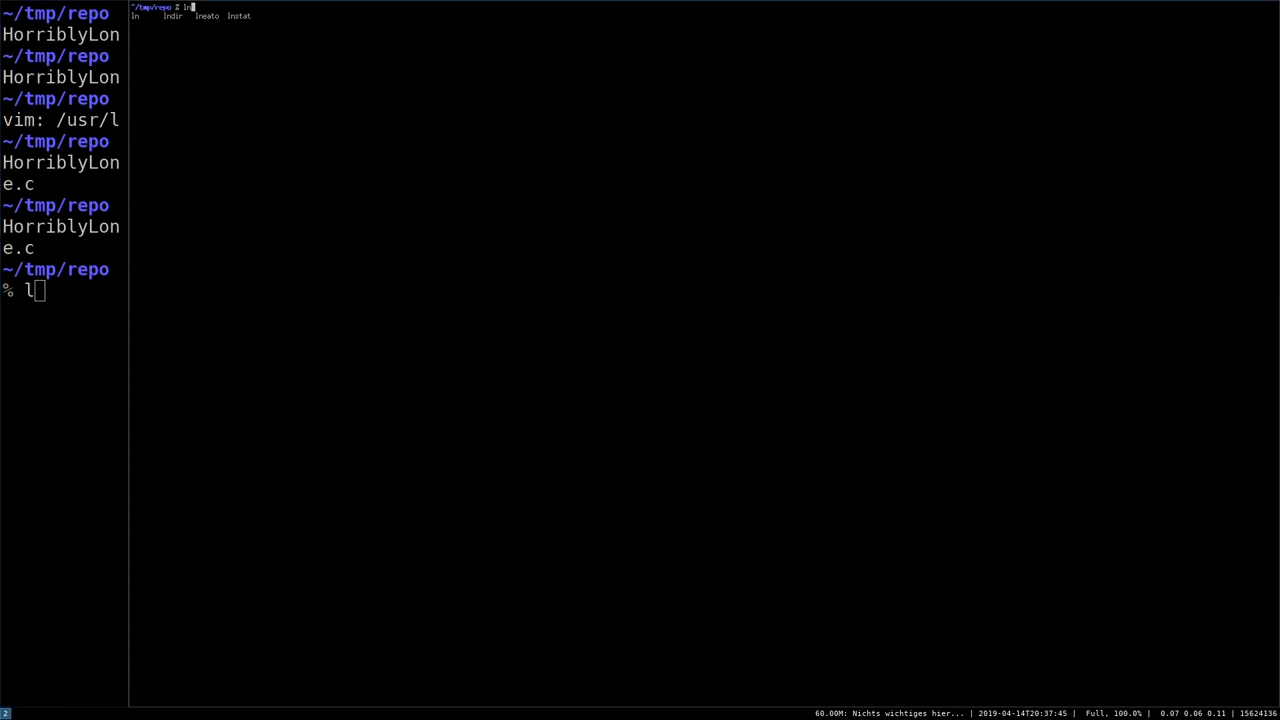 ~/tmp/repo
HorriblyLon
~/tmp/repo
HorriblyLon
~/tmp/repo
vim: /usr/l
~/tmp/repo
HorriblyLon
e.c
~/tmp/repo
HorriblyLon
e.c
~/tmp/repo
% l
~/tmp/repo % ln
ln lndir lneato lnstat
2
60.00M: Nichts wichtiges hier... | 2019-04-14T20:37:45 | Full, 100.0% | 0.07 0.06 0.11 | 15624136